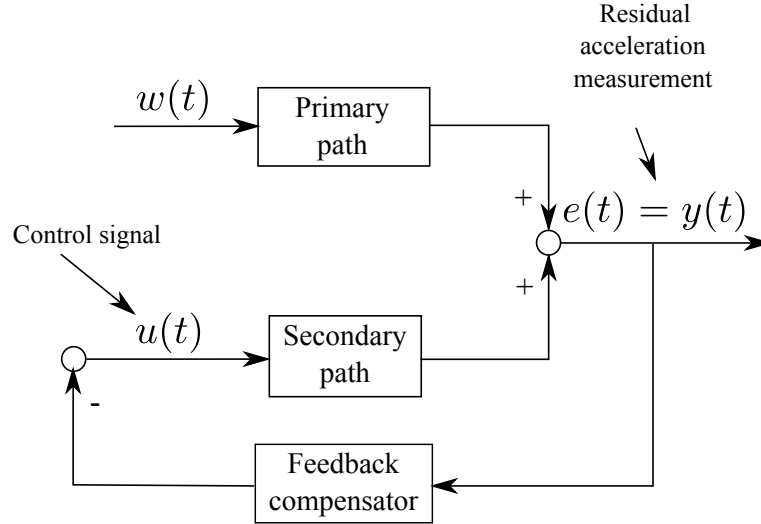 Residual
acceleration
measurement
w(t)
Primary
path
+
e(t) = y(t)
Control signal
+
u(t)
Secondary
path
-
Feedback
compensator